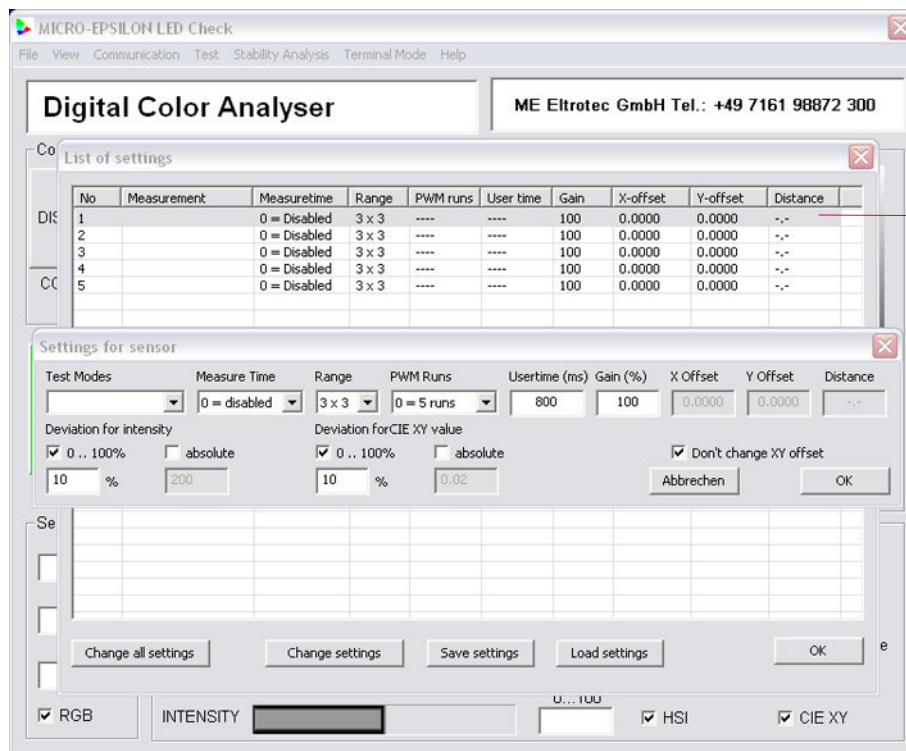 MICRO-EPSILON LED Check
File View Communication Test Stability Analysis Terminal Mode Help
Digital Color Analyser
ME Eltrotec GmbH Tel.: +49 7161 98872 300
Co
List of settings
No Measurement Measuretime Range PWM runs User time Gain X-offset Y-offset Distance
DIS
1 0 = Disabled 3 x 3 ---- ---- 100 0.0000 0.0000 -.-
2 0 = Disabled 3 x 3 ---- ---- 100 0.0000 0.0000 -.-
3 0 = Disabled 3 x 3 ---- ---- 100 0.0000 0.0000 -.-
4 0 = Disabled 3 x 3 ---- ---- 100 0.0000 0.0000 -.-
CO
5 0 = Disabled 3 x 3 ---- ---- 100 0.0000 0.0000 -.-
Settings for sensor
Test Modes Measure Time Range PWM Runs Usertime (ms) Gain (%) X Offset Y Offset Distance
0 = disabled 3 x 3 0 = 5 runs 800 100 0.0000 0.0000 -.-
Deviation for intensity Deviation forCIE XY value
0 .. 100% absolute 0 .. 100% absolute Don't change XY offset
10 % 200 10 % 0.02 Abbrechen OK
Se
Change all settings Change settings Save settings Load settings OK
e
0...100
RGB INTENSITY HSI CIE XY